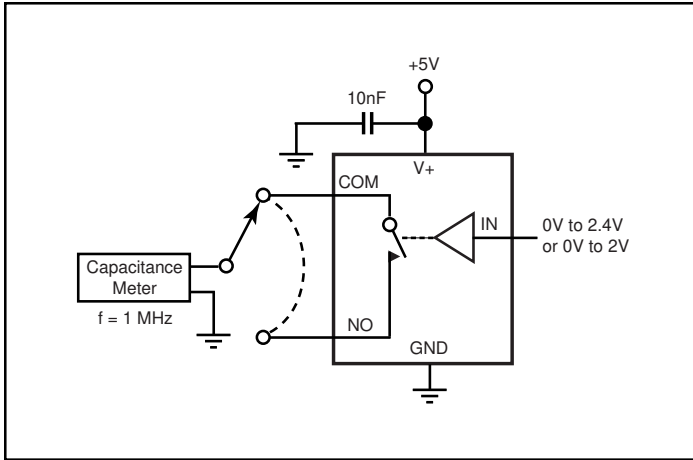 +5V
10nF
V+
COM
IN
0V to 2.4V
or 0V to 2V
Capacitance
Meter
f = 1 MHz
NO
GND